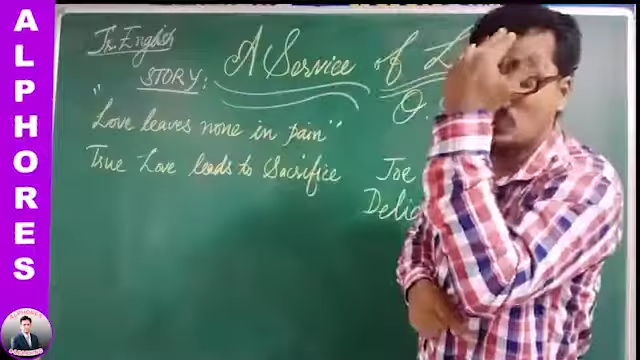 ALPHORES
Jr. English
STORY:
A Service of L
O.
"Love leaves none in pain"
True Love leads to Sacrifice
Joe
Delic